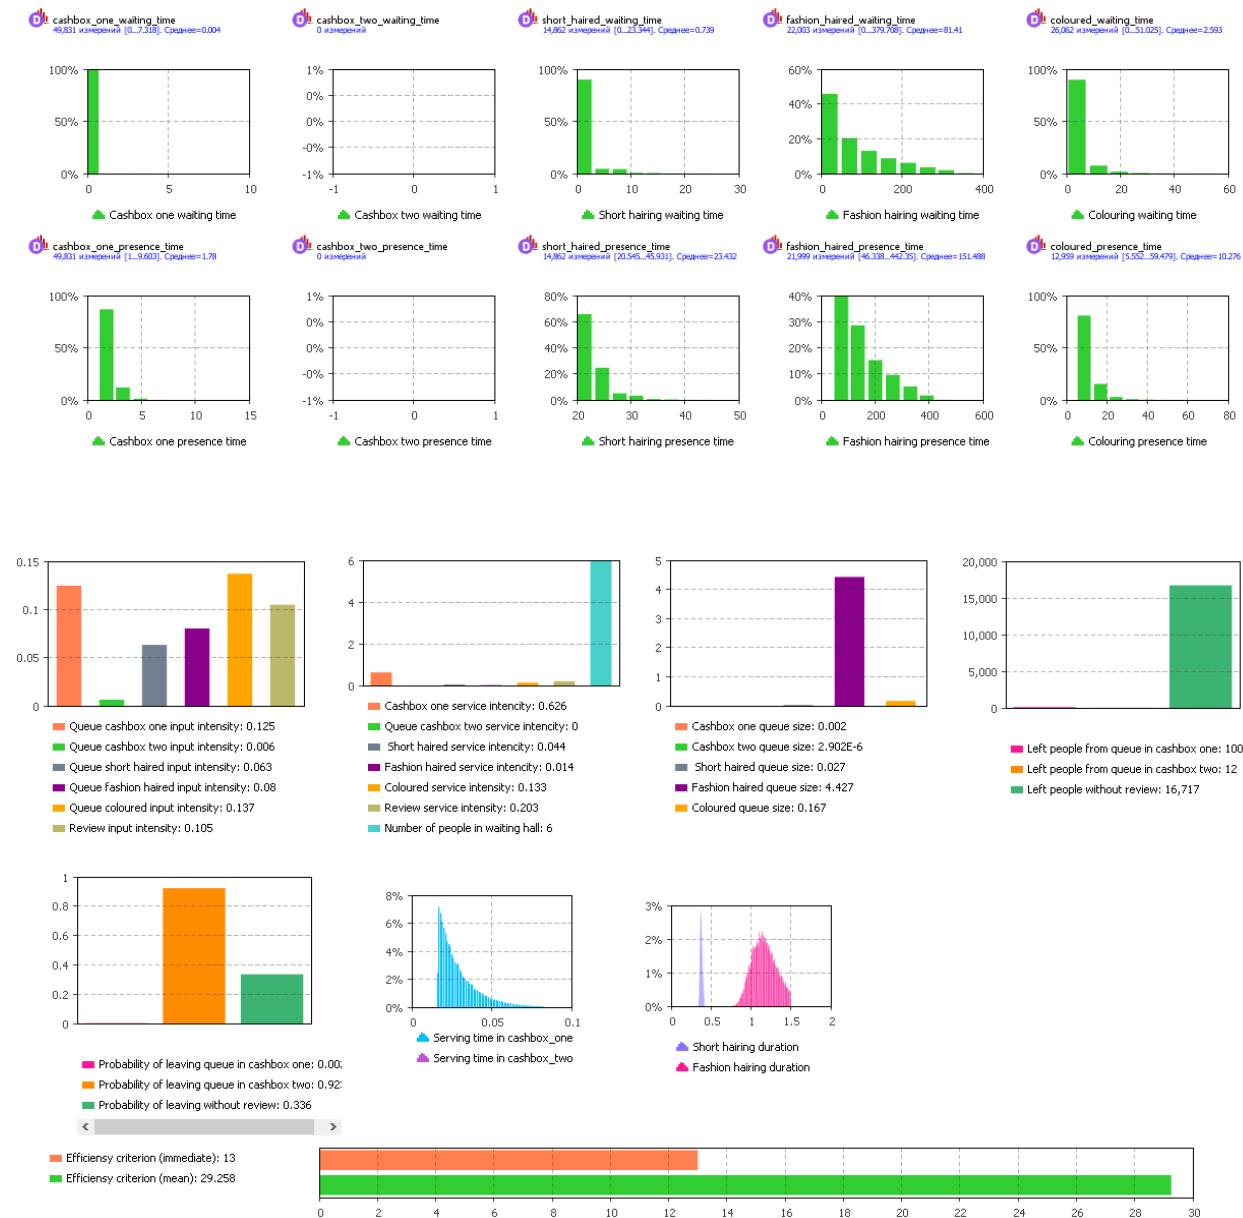 cashbox_one_waiting_time
49,831 измерений [0...7.318]. Среднее=0.004
cashbox_two_waiting_time
0 измерений
short_haired_waiting_time
14,862 измерений [0...23.344]. Среднее=0.739
fashion_haired_waiting_time
22,003 измерений [0...379.708]. Среднее=81.41
coloured_waiting_time
26,062 измерений [0...51.025]. Среднее=2.593
100%
50%
0%
0 5 10
Cashbox one waiting time
1%
0%
0%
-0%
-1%
-1 0 1
Cashbox two waiting time
100%
50%
0%
0 10 20 30
Short hairing waiting time
60%
40%
20%
0%
0 200 400
Fashion hairing waiting time
100%
50%
0%
0 20 40 60
Colouring waiting time
cashbox_one_presence_time
49,831 измерений [1...9.603]. Среднее=1.78
cashbox_two_presence_time
0 измерений
short_haired_presence_time
14,862 измерений [20.545...45.931]. Среднее=23.432
fashion_haired_presence_time
21,999 измерений [46.338...442.35]. Среднее=151.488
coloured_presence_time
12,959 измерений [5.552...59.479]. Среднее=10.276
100%
50%
0%
0 5 10 15
Cashbox one presence time
1%
0%
0%
-0%
-1%
-1 0 1
Cashbox two presence time
80%
60%
40%
20%
0%
20 30 40 50
Short hairing presence time
40%
30%
20%
10%
0%
0 200 400 600
Fashion hairing presence time
100%
50%
0%
0 20 40 60 80
Colouring presence time
0.15
0.1
0.05
0
Queue cashbox one input intensity: 0.125
Queue cashbox two input intensity: 0.006
Queue short haired input intensity: 0.063
Queue fashion haired input intensity: 0.08
Queue coloured input intensity: 0.137
Review input intensity: 0.105
6
4
2
0
Cashbox one service intencity: 0.626
Queue cashbox two service intencity: 0
Short haired service intencity: 0.044
Fashion haired service intencity: 0.014
Coloured service intensity: 0.133
Review service intensity: 0.203
Number of people in waiting hall: 6
5
4
3
2
1
0
Cashbox one queue size: 0.002
Cashbox two queue size: 2.902E-6
Short haired queue size: 0.027
Fashion haired queue size: 4.427
Coloured queue size: 0.167
20,000
15,000
10,000
5,000
0
Left people from queue in cashbox one: 100
Left people from queue in cashbox two: 12
Left people without review: 16,717
1
0.8
0.6
0.4
0.2
0
Probability of leaving queue in cashbox one: 0.00
Probability of leaving queue in cashbox two: 0.92
Probability of leaving without review: 0.336
8%
6%
4%
2%
0%
0 0.05 0.1
Serving time in cashbox_one
Serving time in cashbox_two
3%
2%
1%
0%
0 0.5 1 1.5 2
Short hairing duration
Fashion hairing duration
Efficiensy criterion (immediate): 13
Efficiensy criterion (mean): 29.258
0 2 4 6 8 10 12 14 16 18 20 22 24 26 28 30